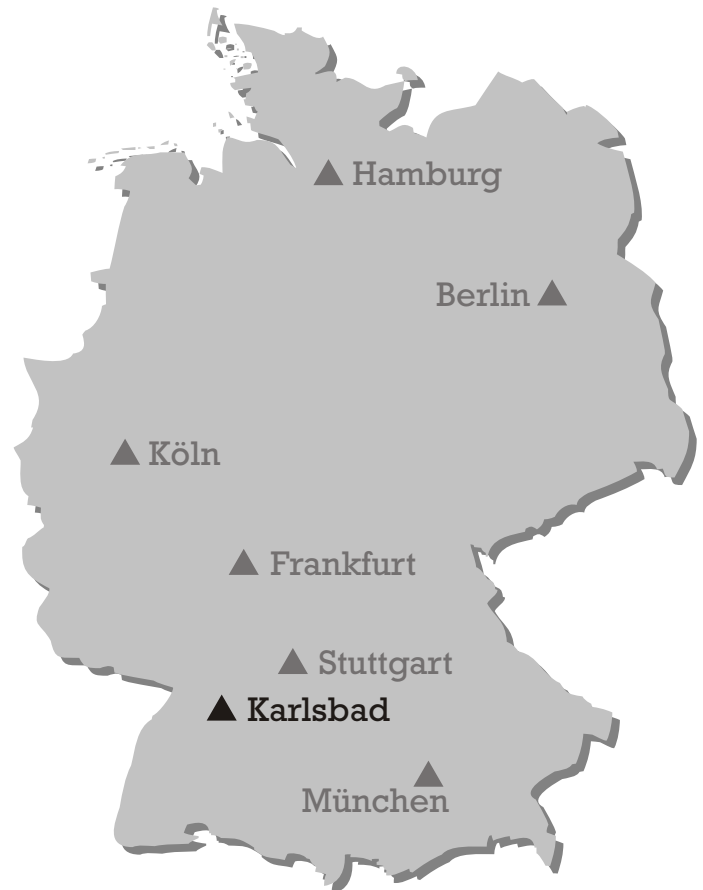 Hamburg
Berlin
Köln
Frankfurt
Stuttgart
Karlsbad
München